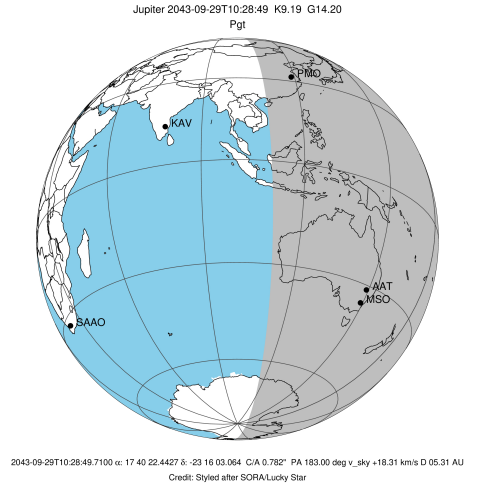 Jupiter 2043-09-29T10:28:49 K9.19 G14.20
Pgt
PMO
KAV
AAT
MSO
SAAO
2043-09-29T10:28:49.7100 α: 17 40 22.4427 δ: -23 16 03.064 C/A 0.782" PA 183.00 deg v_sky +18.31 km/s D 05.31 AU
Credit: Styled after SORA/Lucky Star